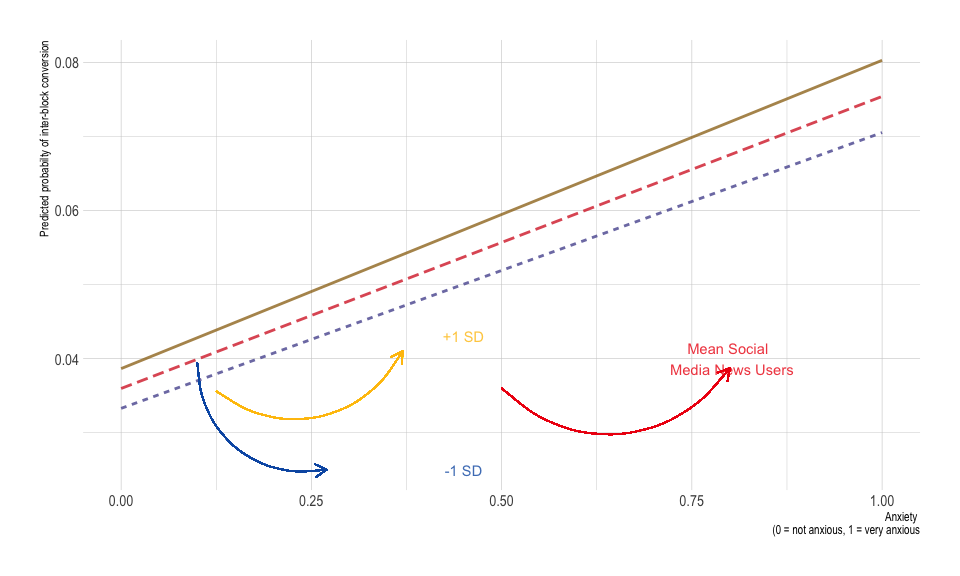 Predicted probabilty of inter-block conversion
0.08
0.06
0.04
+1 SD
Mean Social
Media News Users
-1 SD
0.00
0.25
0.50
0.75
1.00
Anxiety
(0 = not anxious, 1 = very anxious